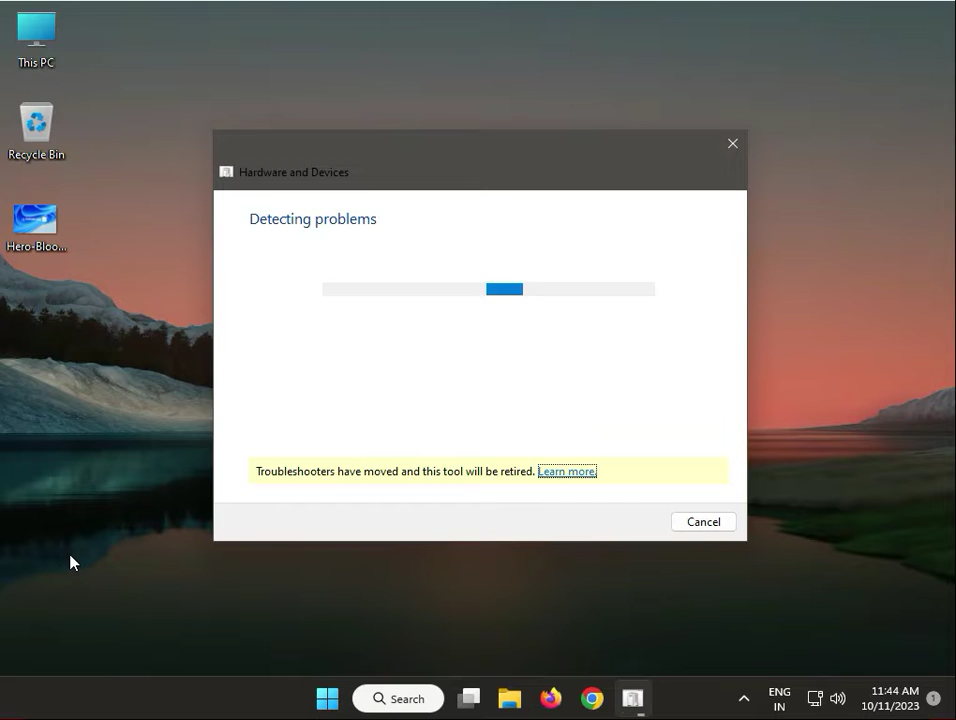 This PC
Recycle Bin
Hero-Bloo...
Hardware and Devices
Detecting problems
Troubleshooters have moved and this tool will be retired. Learn more.
Cancel
Search
ENG
IN
11:44 AM
10/11/2023
1